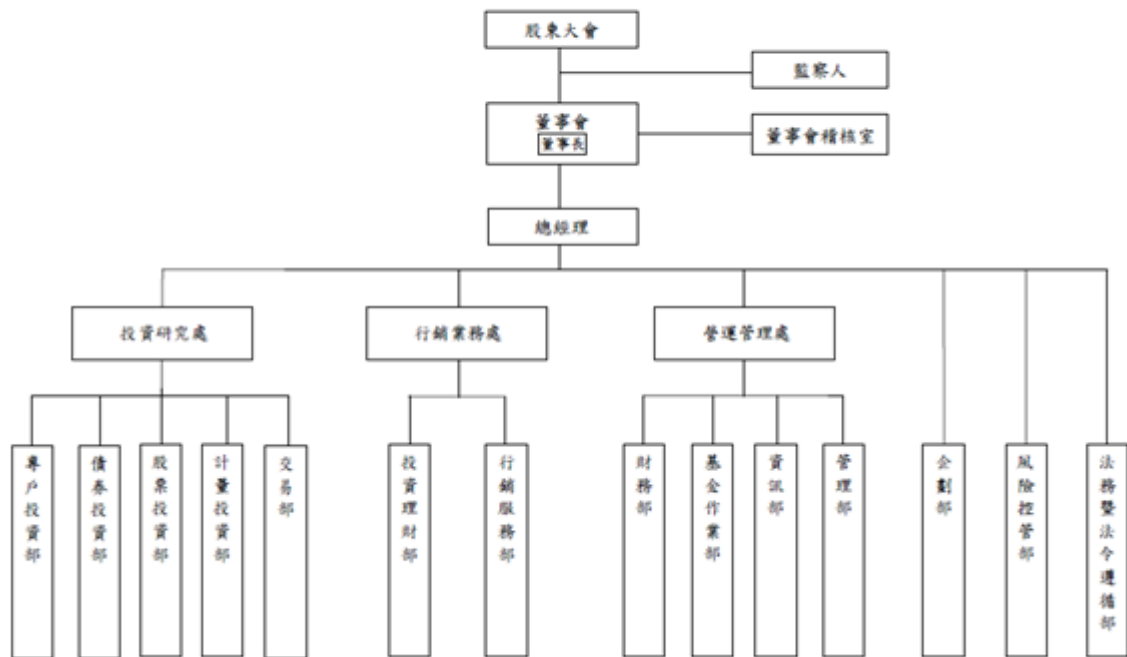 股東大會
監察人
董事會
董事長
董事會稽核室
總經理
投資研究處
行銷業務處
營運管理處
專戶投資部
債券投資部
股票投資部
計量投資部
交易部
投資理財部
行銷服務部
財務部
基金作業部
資訊部
管理部
企劃部
風險控管部
法務暨法令遵循部